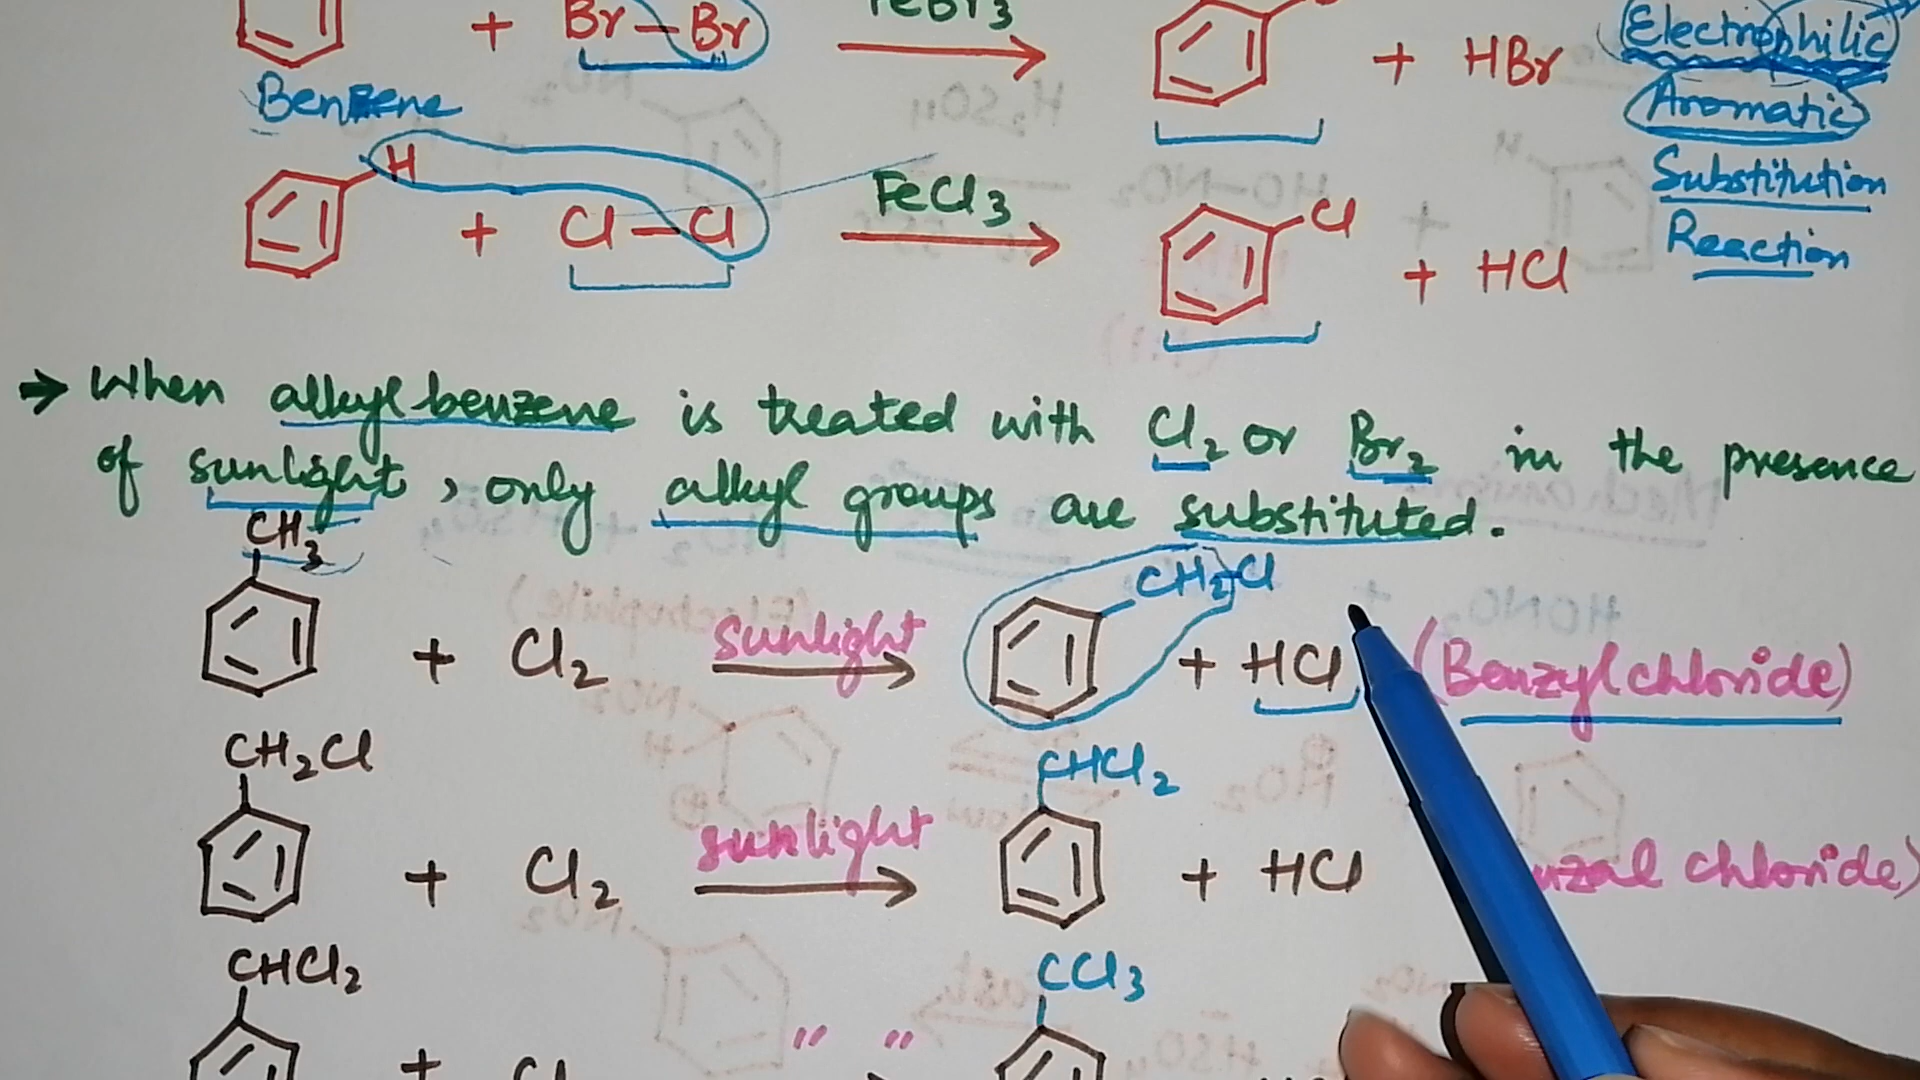 + Br-Br FeBr3 + HBr
Electrophilic
Aromatic
Substitution
Reaction
Benzene
H
+ Cl-Cl FeCl3 Cl + HCl
→ When alkyl benzene is treated with Cl2 or Br2 in the presence
of sunlight, only alkyl groups are substituted.
CH3 + Cl2 sunlight CH2Cl + HCl (Benzyl chloride)
CH2Cl + Cl2 sunlight CHCl2 + HCl chloride)
CHCl2 + " " CCl3